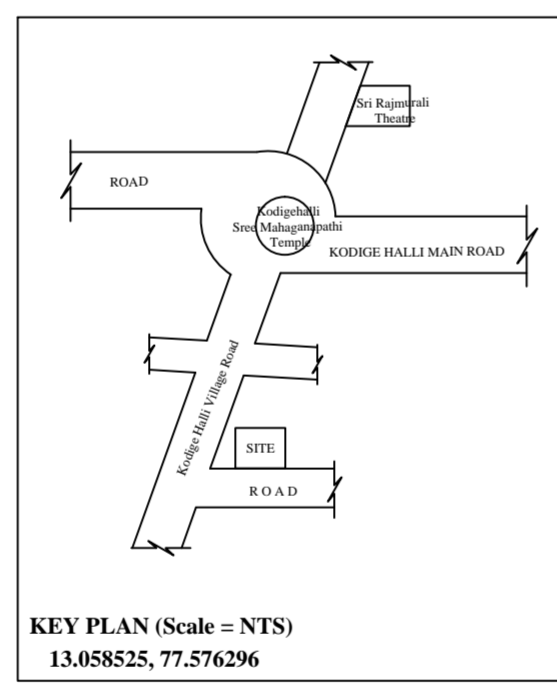 Sri Rajmurali
Theatre
ROAD
Kodigehalli
Sree Mahaganapathi
Temple
KODIGE HALLI MAIN ROAD
Kodige Halli Village Road
SITE
R O A D
KEY PLAN (Scale = NTS)
13.058525, 77.576296